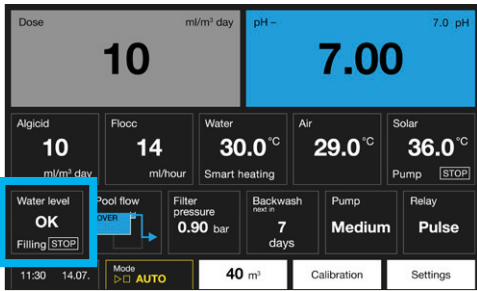 Dose ml/m³ day
10
pH – 7.0 pH
7.00
Algicid
10
ml/m³ day
Flocc
14
ml/hour
Water
30.0 °C
Smart heating
Air
29.0 °C
Solar
36.0 °C
Pump STOP
Water level
OK
Filling STOP
Pool flow
OVER
Filter
pressure
0.90 bar
Backwash
next in
7
days
Pump
Medium
Relay
Pulse
11:30 14.07.
Mode
AUTO
40 m³
Calibration
Settings